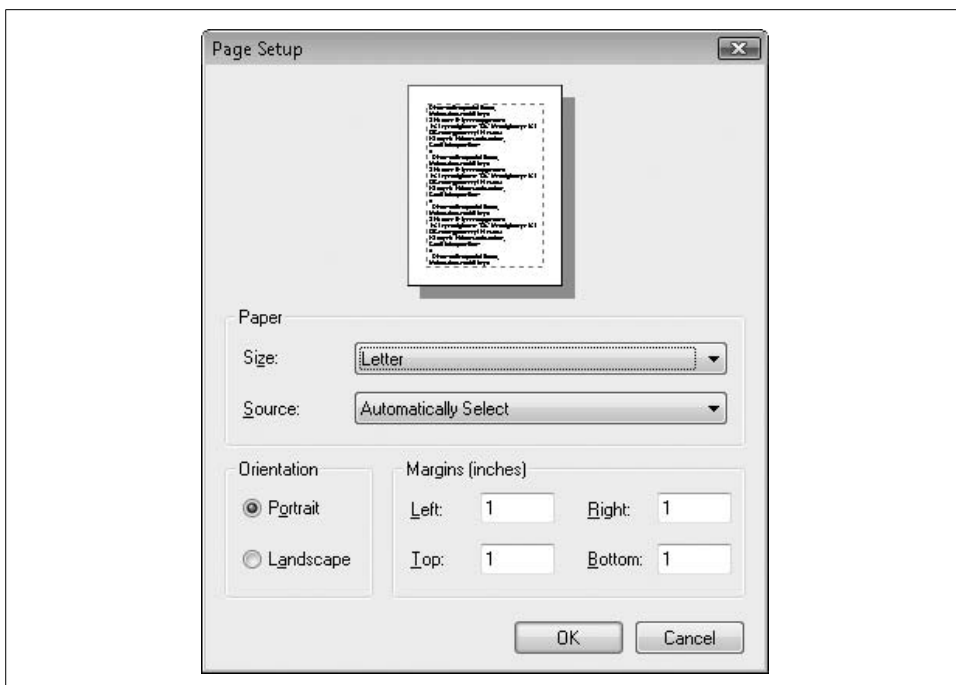 Page Setup
Paper
Size: Letter
Source: Automatically Select
Orientation
Portrait
Landscape
Margins (inches)
Left: 1 Right: 1
Top: 1 Bottom: 1
OK Cancel